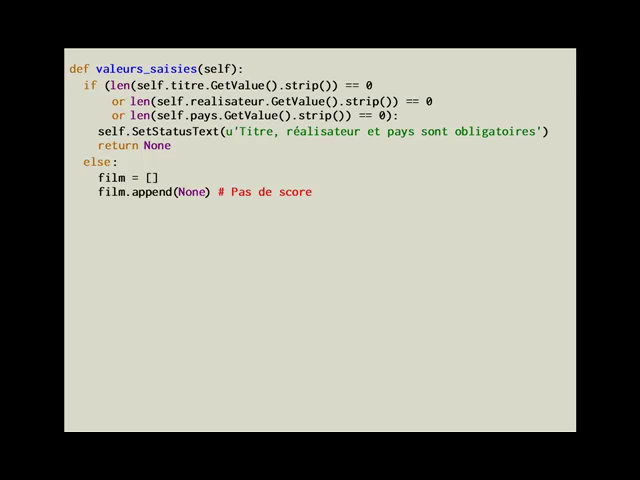 def valeurs_saisies(self):
if (len(self.titre.GetValue().strip()) == 0
or len(self.realisateur.GetValue().strip()) == 0
or len(self.pays.GetValue().strip()) == 0):
self.SetStatusText(u'Titre, réalisateur et pays sont obligatoires')
return None
else:
film = []
film.append(None) # Pas de score